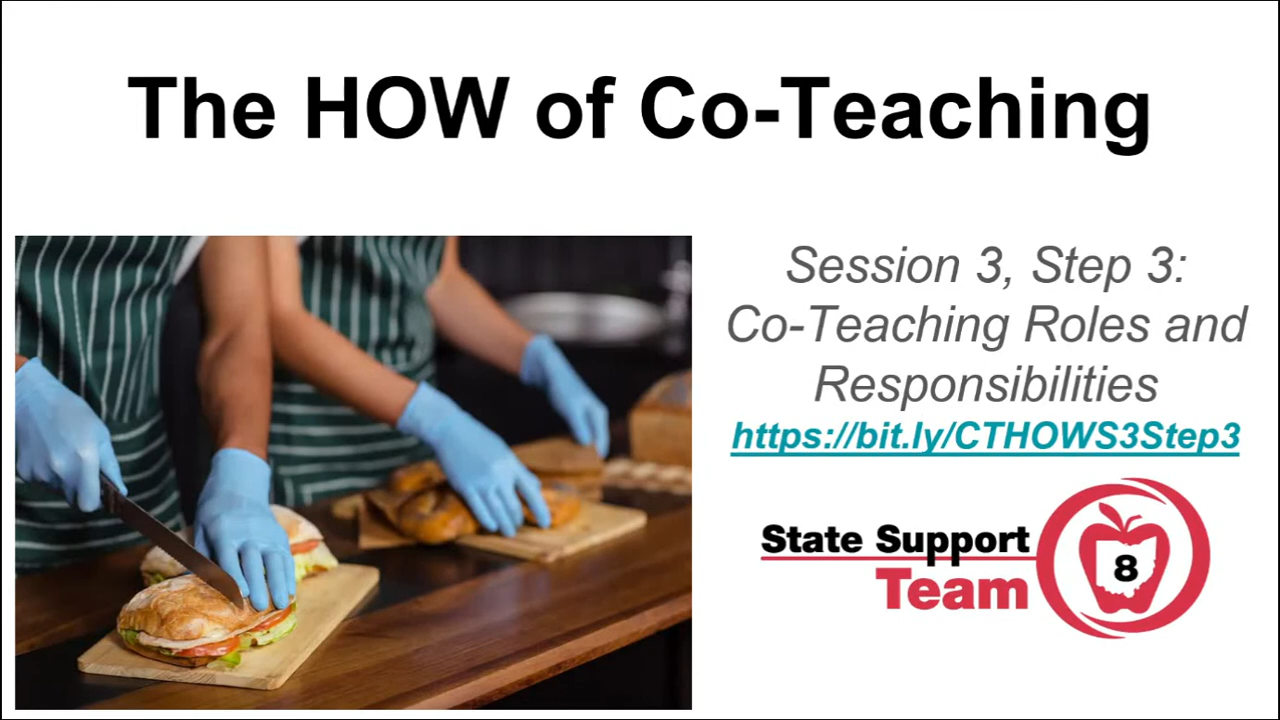 The HOW of Co-Teaching
Session 3, Step 3:
Co-Teaching Roles and
Responsibilities
https://bit.ly/CTHOWS3Step3
State Support
Team
8